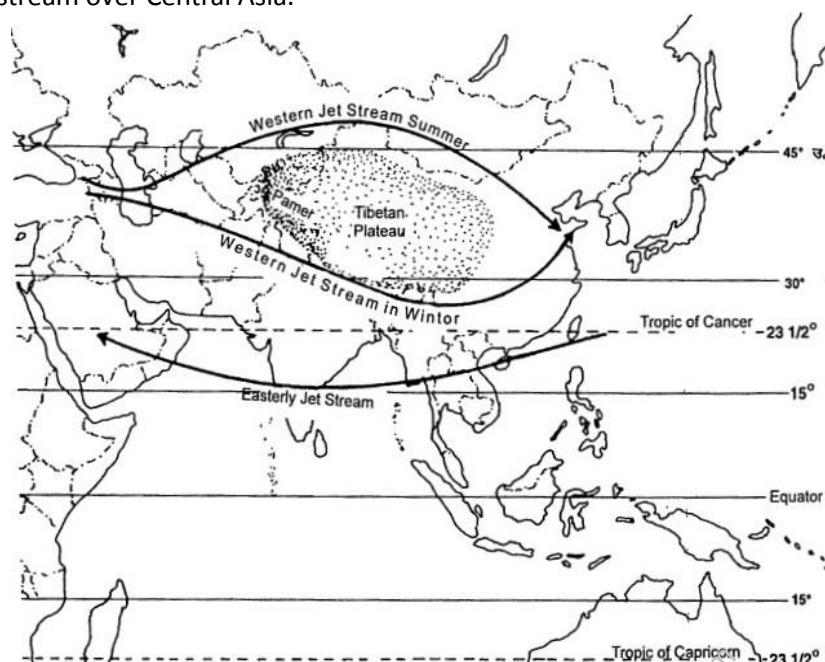 stream over Central Asia.
Western Jet Stream Summer
45°
Pamer
Tibetan
Plateau
Western Jet Stream in Wintor
30°
Tropic of Cancer
23 1/2°
Easterly Jet Stream
15°
Equator
15°
Tropic of Capricorn
23 1/2°